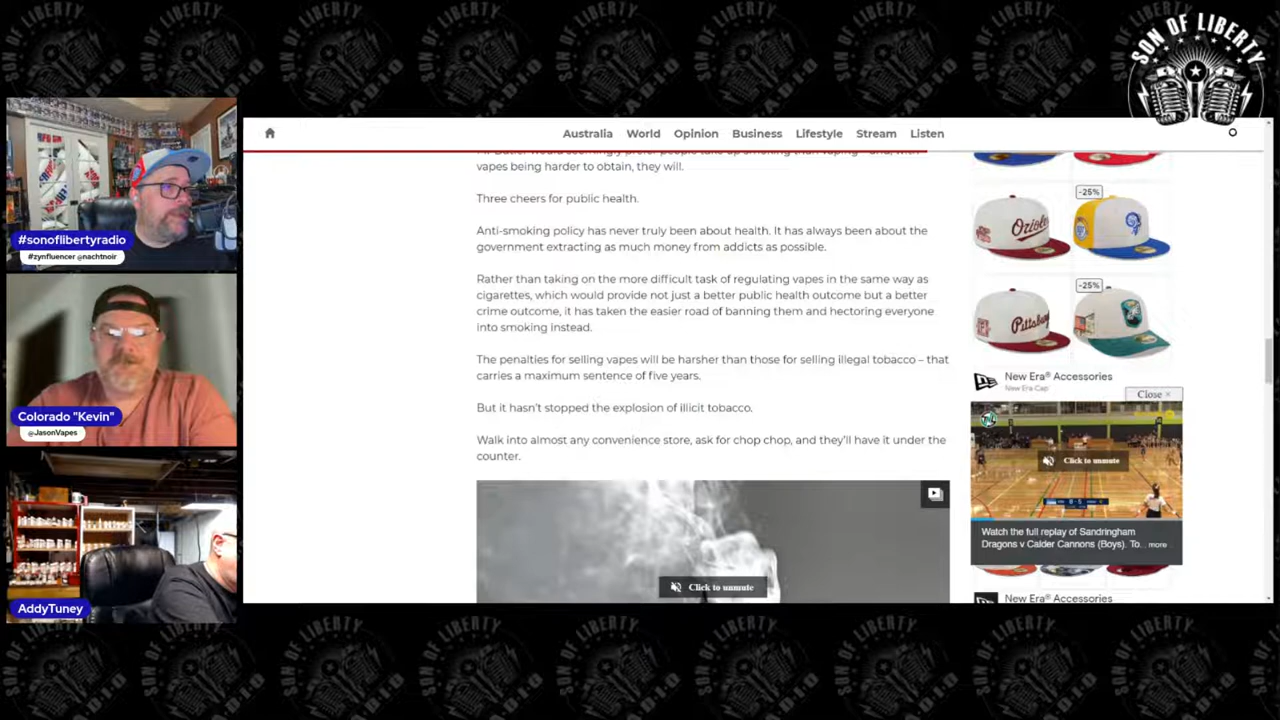 SON OF LIBERTY
Australia World Opinion Business Lifestyle Stream Listen
vapes being harder to obtain, they will.
Three cheers for public health.
Anti-smoking policy has never truly been about health. It has always been about the
government extracting as much money from addicts as possible.
Rather than taking on the more difficult task of regulating vapes in the same way as
cigarettes, which would provide not just a better public health outcome but a better
crime outcome, it has taken the easier road of banning them and hectoring everyone
into smoking instead.
The penalties for selling vapes will be harsher than those for selling illegal tobacco – that
carries a maximum sentence of five years.
But it hasn't stopped the explosion of illicit tobacco.
Walk into almost any convenience store, ask for chop chop, and they'll have it under the
counter.
Click to unmute
-25%
Orioles
-25%
Pittsburgh
New Era® Accessories
New Era Cap
Close ×
Click to unmute
Watch the full replay of Sandringham
Dragons v Calder Cannons (Boys). To... more
New Era® Accessories
#sonoflibertyradio
#zynfluencer @nachtnoir
Colorado "Kevin"
@JasonVapes
AddyTuney